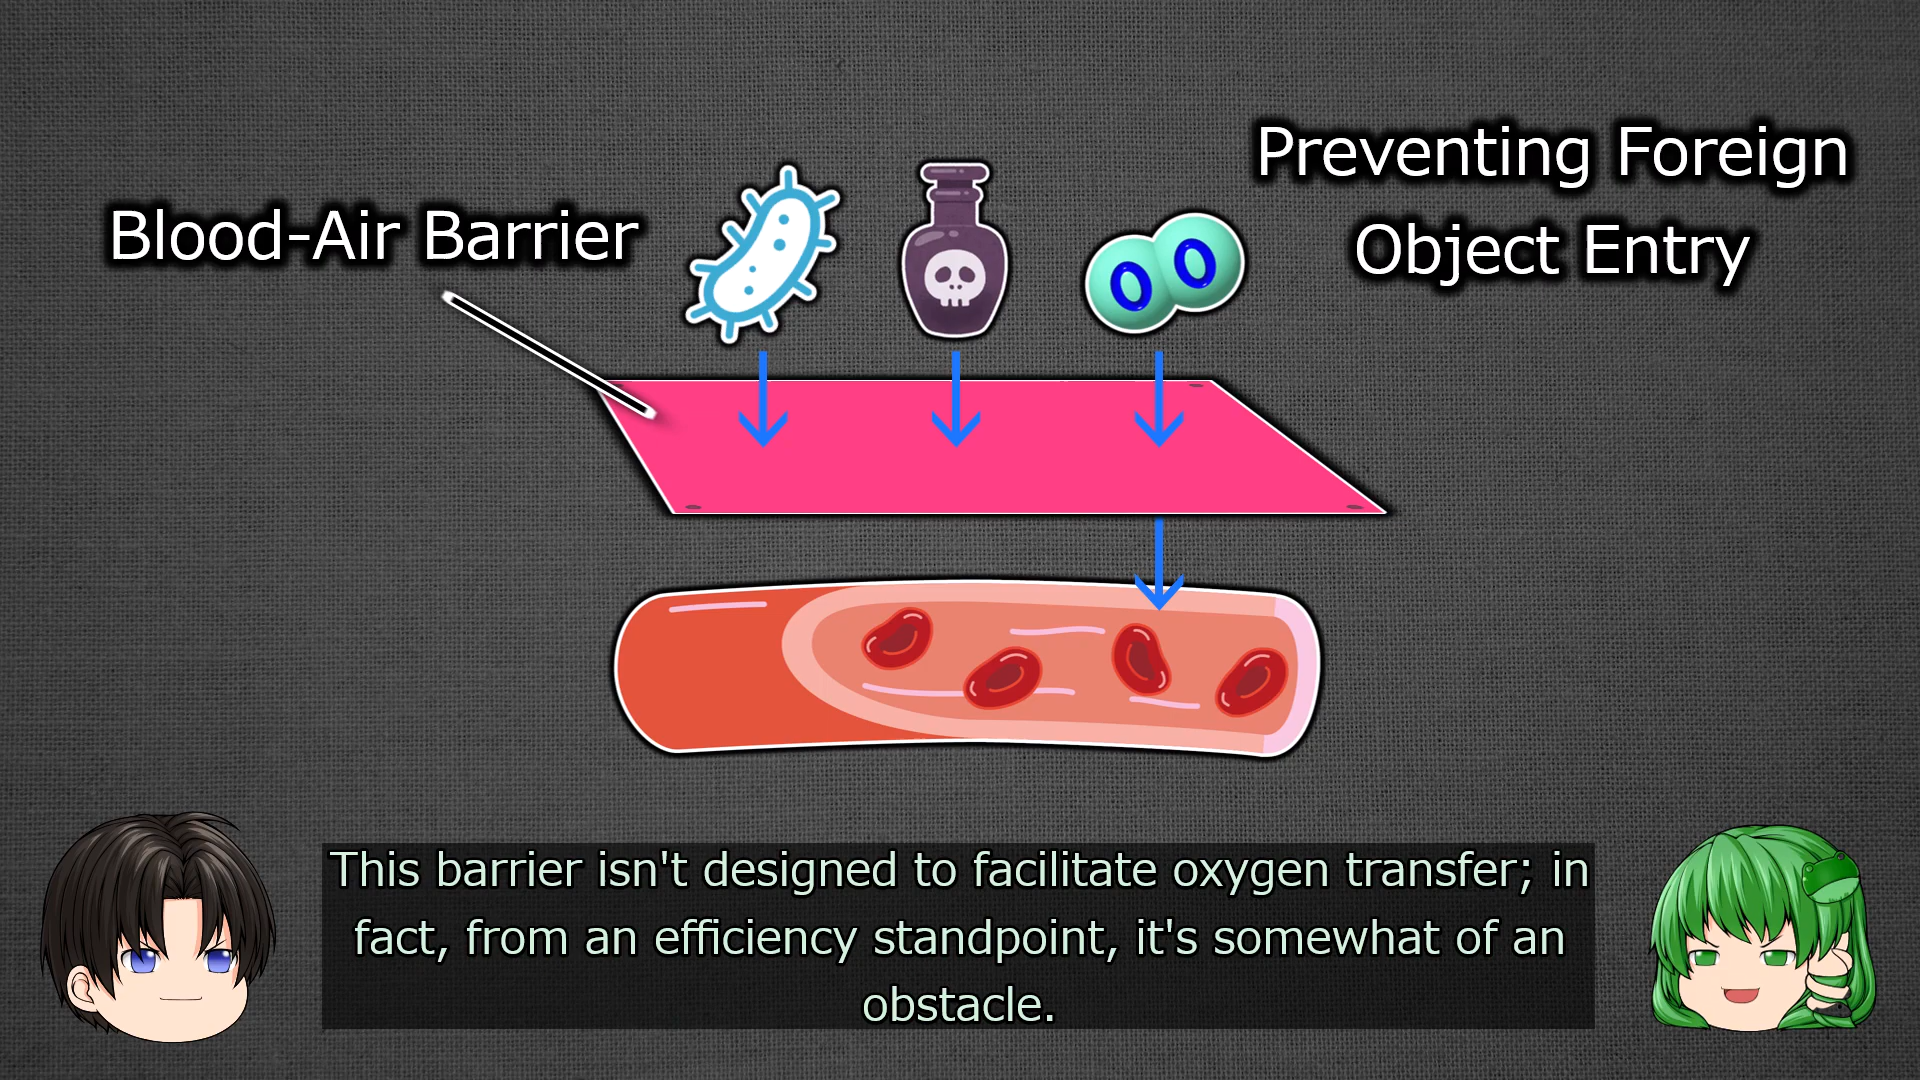 Blood-Air Barrier
Preventing Foreign
Object Entry
O O
This barrier isn't designed to facilitate oxygen transfer; in
fact, from an efficiency standpoint, it's somewhat of an
obstacle.